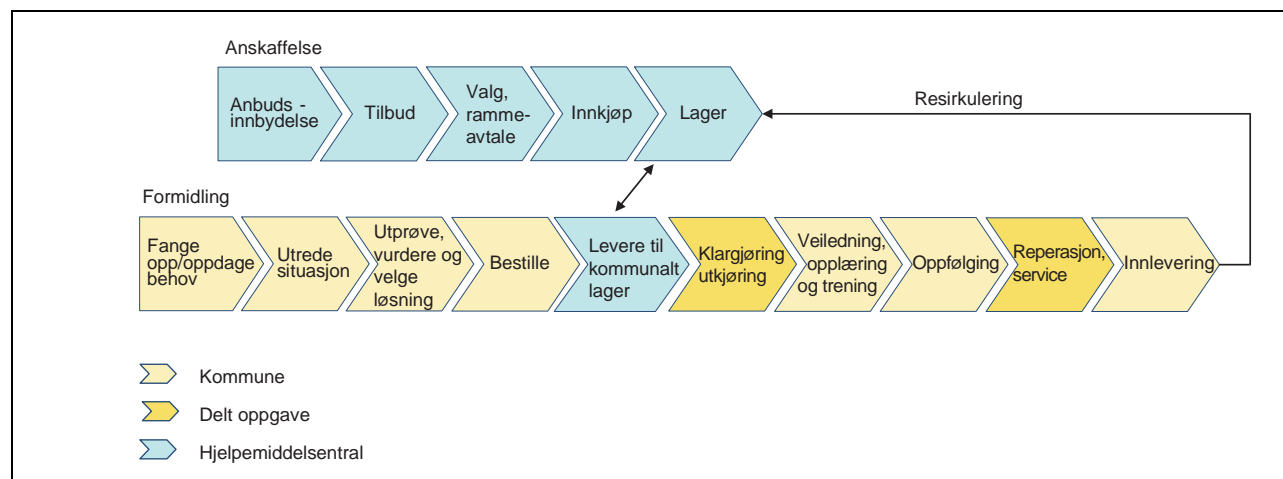 Anskaffelse
Anbuds -
innbydelse
Tilbud
Valg,
ramme-
avtale
Innkjøp
Lager
Resirkulering
Formidling
Fange
opp/oppdage
behov
Utrede
situasjon
Utprøve,
vurdere og
velge
løsning
Bestille
Levere til
kommunalt
lager
Klargjøring
utkjøring
Veiledning,
opplæring
og trening
Oppfølging
Reperasjon,
service
Innlevering
Kommune
Delt oppgave
Hjelpemiddelsentral